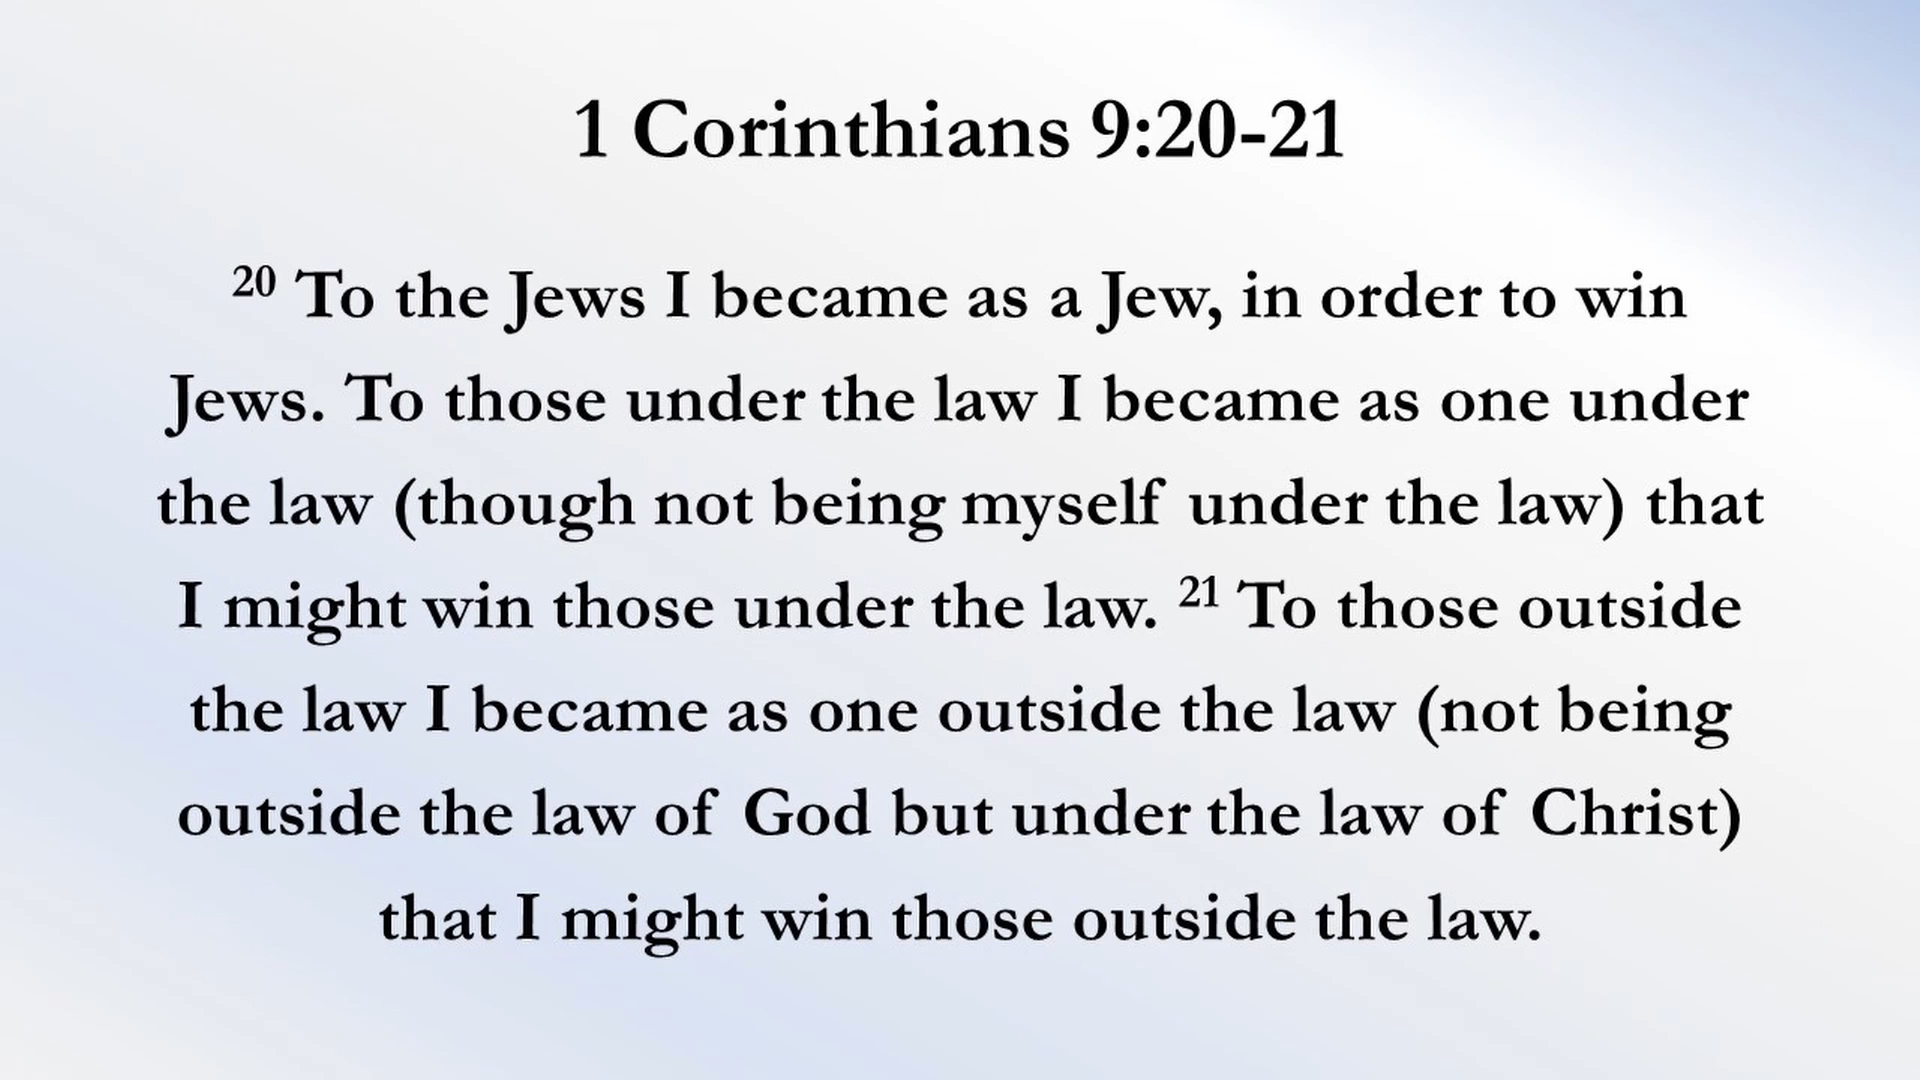 1 Corinthians 9:20-21
20 To the Jews I became as a Jew, in order to win
Jews. To those under the law I became as one under
the law (though not being myself under the law) that
I might win those under the law. 21 To those outside
the law I became as one outside the law (not being
outside the law of God but under the law of Christ)
that I might win those outside the law.